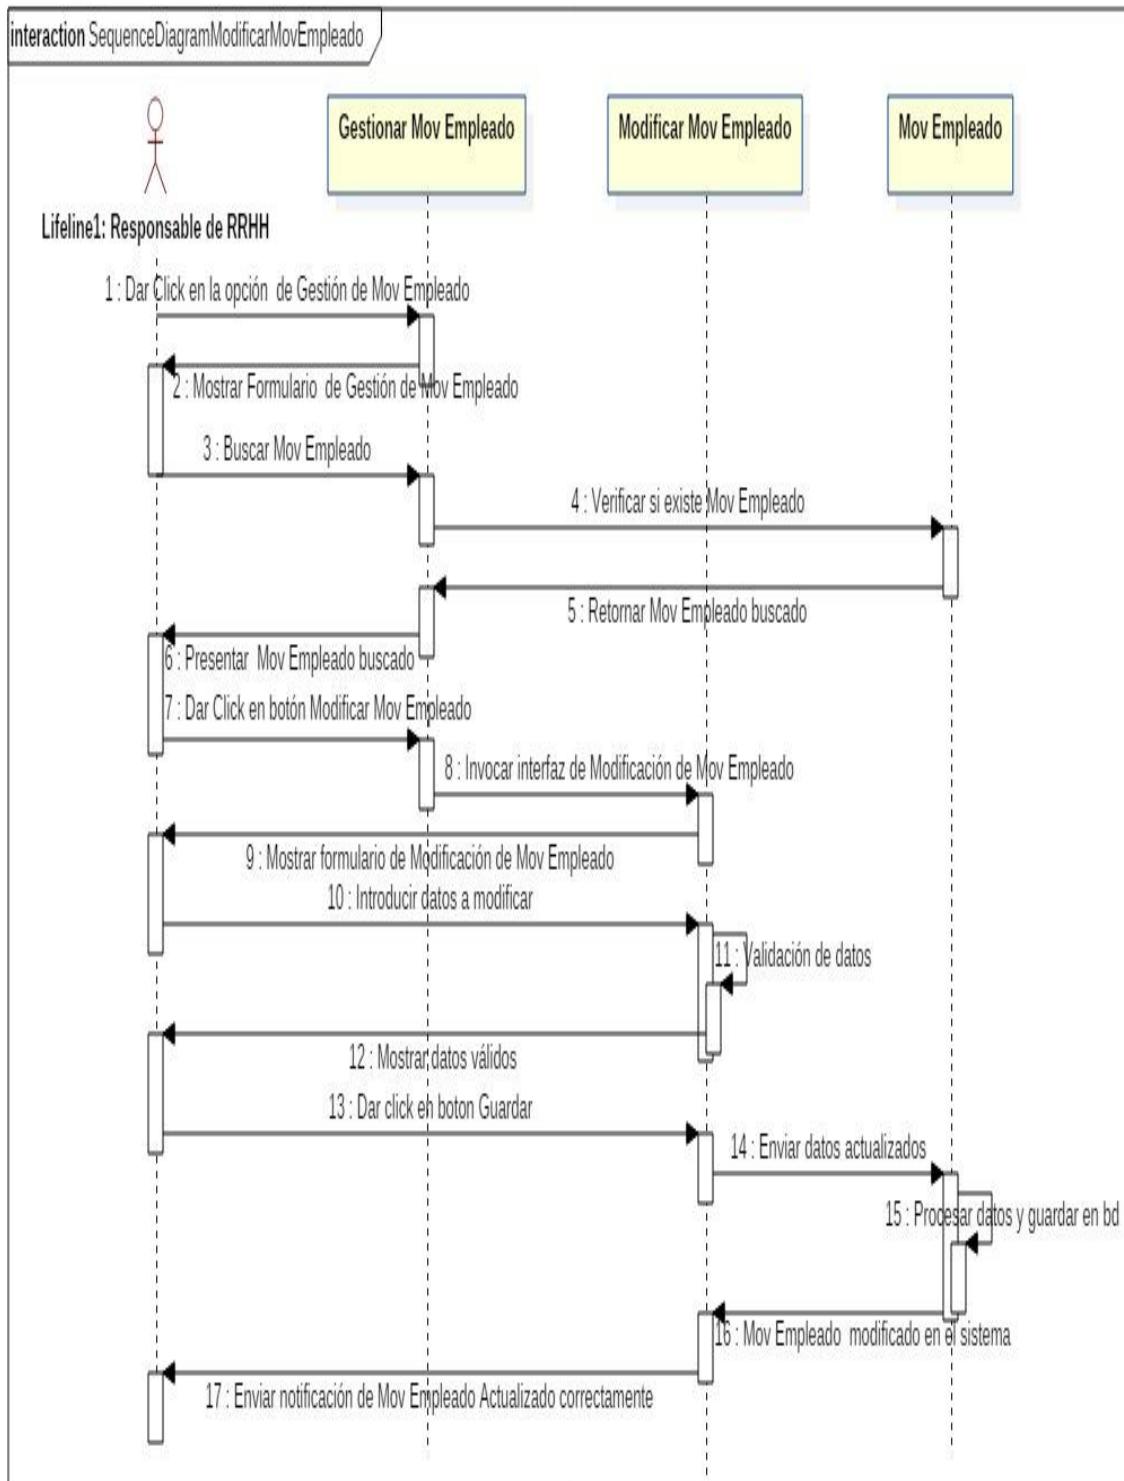 interaction SequenceDiagramModificarMovEmpleado
Gestionar Mov Empleado
Modificar Mov Empleado
Mov Empleado
Lifeline1: Responsable de RRHH
1 : Dar Click en la opción de Gestión de Mov Empleado
2 : Mostrar Formulario de Gestión de Mov Empleado
3 : Buscar Mov Empleado
4 : Verificar si existe Mov Empleado
5 : Retornar Mov Empleado buscado
6 : Presentar Mov Empleado buscado
7 : Dar Click en botón Modificar Mov Empleado
8 : Invocar interfaz de Modificación de Mov Empleado
9 : Mostrar formulario de Modificación de Mov Empleado
10 : Introducir datos a modificar
11 : Validación de datos
12 : Mostrar datos válidos
13 : Dar click en boton Guardar
14 : Enviar datos actualizados
15 : Procesar datos y guardar en bd
16 : Mov Empleado modificado en el sistema
17 : Enviar notificación de Mov Empleado Actualizado correctamente